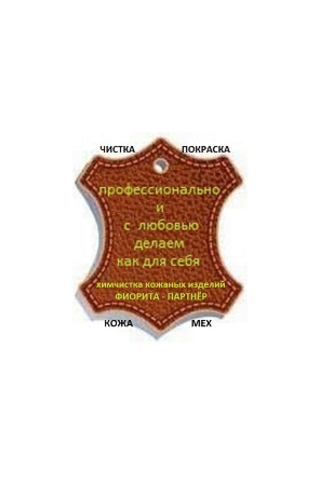 ЧИСТКА ПОКРАСКА
профессионально
и
с любовью
делаем
как для себя
химчистка кожаных изделий
ФИОРИТА - ПАРТНЁР
КОЖА МЕХ